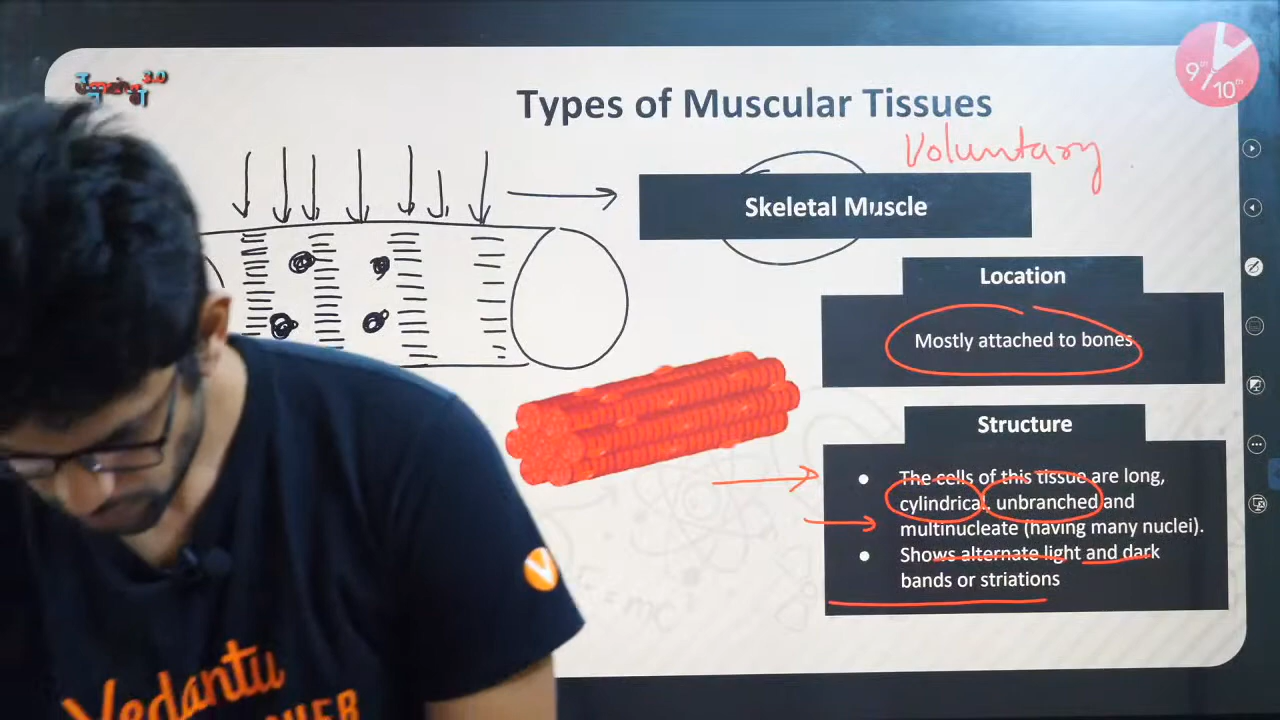 3.0
9th
10th
Types of Muscular Tissues
Voluntary
Skeletal Muscle
Location
Mostly attached to bones
Structure
The cells of this tissue are long,
cylindrical, unbranched and
multinucleate (having many nuclei).
Shows alternate light and dark
bands or striations
Vedantu